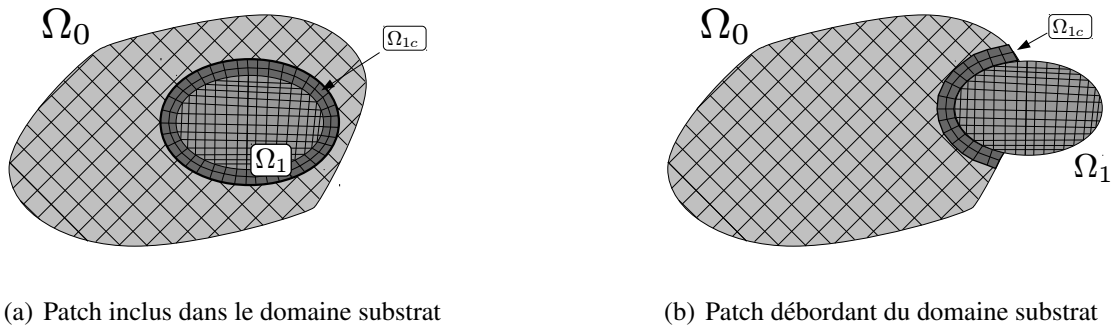 Ω0
Ω1c
Ω1
(a) Patch inclus dans le domaine substrat
Ω0
Ω1c
Ω1
(b) Patch débordant du domaine substrat